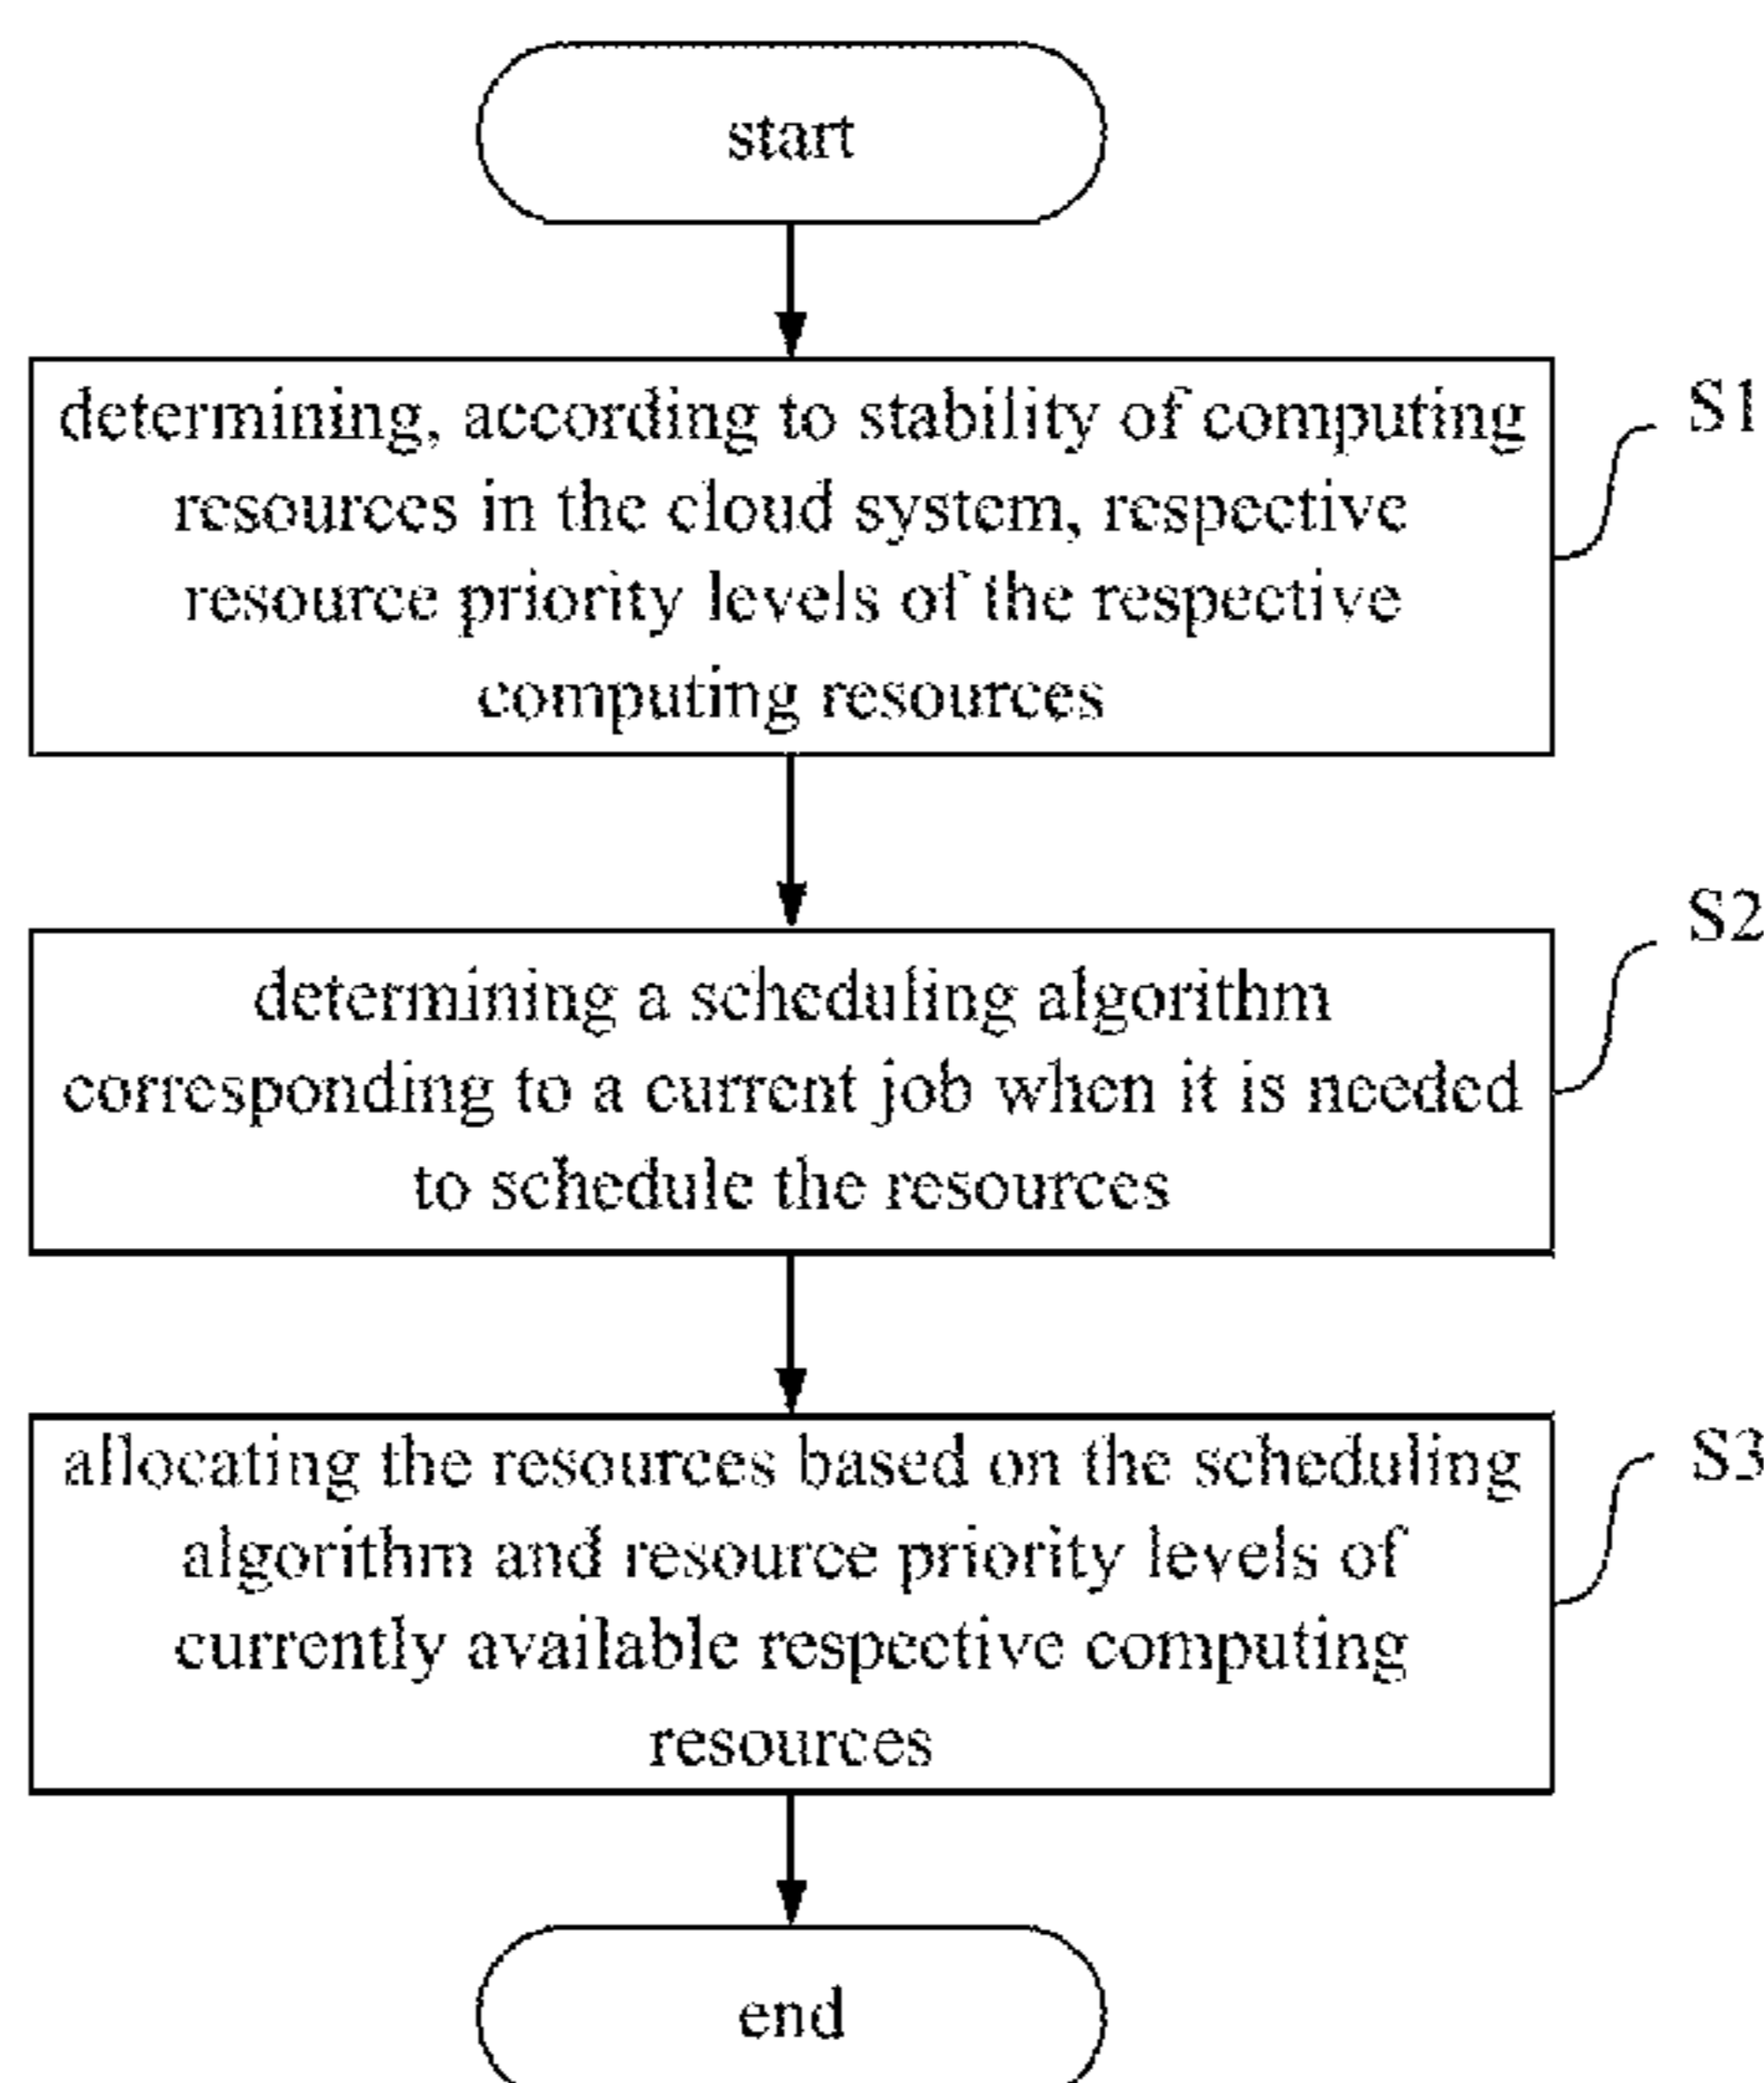 start
determining, according to stability of computing
resources in the cloud system, respective
resource priority levels of the respective
computing resources
S1
determining a scheduling algorithm
corresponding to a current job when it is needed
to schedule the resources
S2
allocating the resources based on the scheduling
algorithm and resource priority levels of
currently available respective computing
resources
S3
end